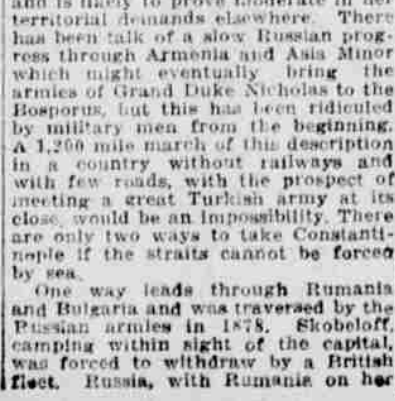 and is likely to prove moderate in her
territorial demands elsewhere. There
has been talk of a slow Russian prog-
ress through Armenia and Asia Minor
which might eventually bring the
armies of Grand Duke Nicholas to the
Bosporus, but this has been ridiculed
by military men from the beginning.
A 1,200 mile march of this description
in a country without railways and
with few roads, with the prospect of
meeting a great Turkish army at its
close, would be an impossibility. There
are only two ways to take Constanti-
nople if the straits cannot be forced
by sea.
One way leads through Rumania
and Bulgaria and was traversed by the
Russian armies in 1878. Skobeloff,
camping within sight of the capital,
was forced to withdraw by a British
fleet. Russia, with Rumania on her